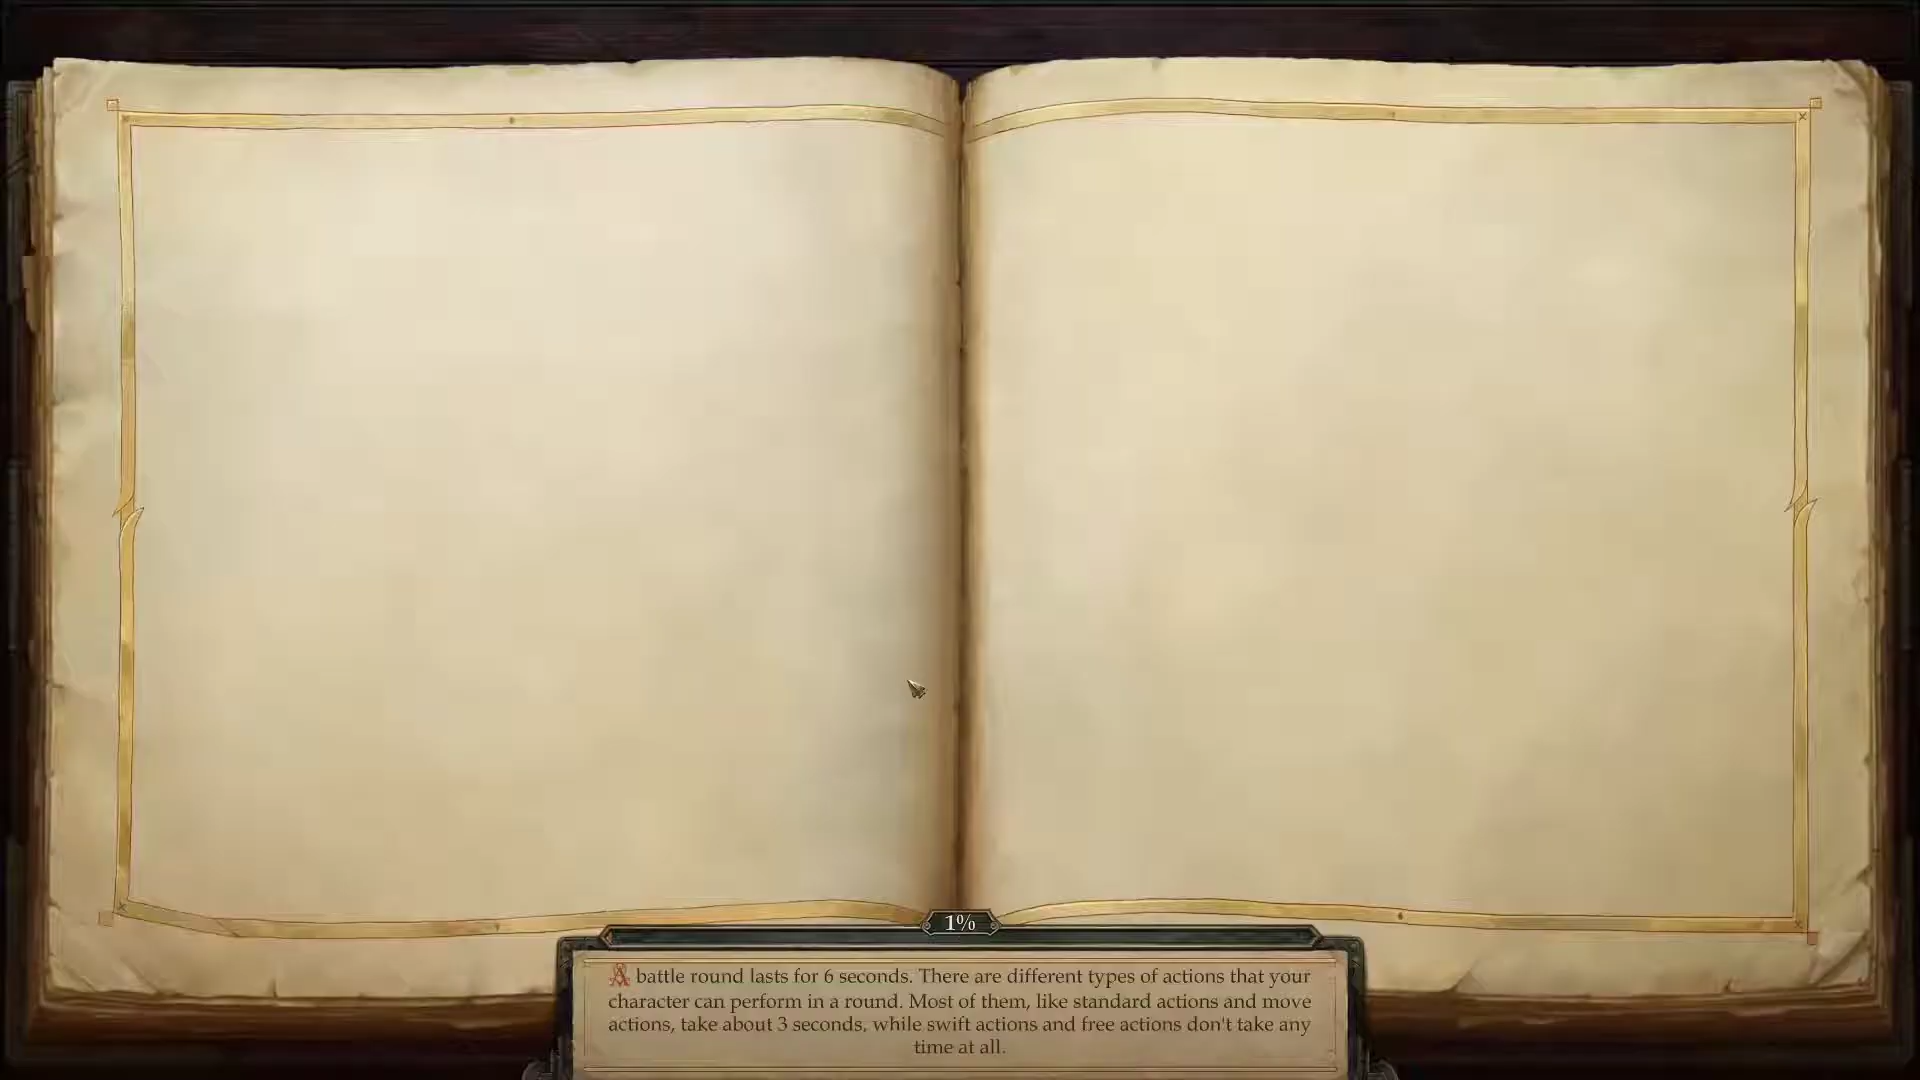 1%
A battle round lasts for 6 seconds. There are different types of actions that your
character can perform in a round. Most of them, like standard actions and move
actions, take about 3 seconds, while swift actions and free actions don't take any
time at all.